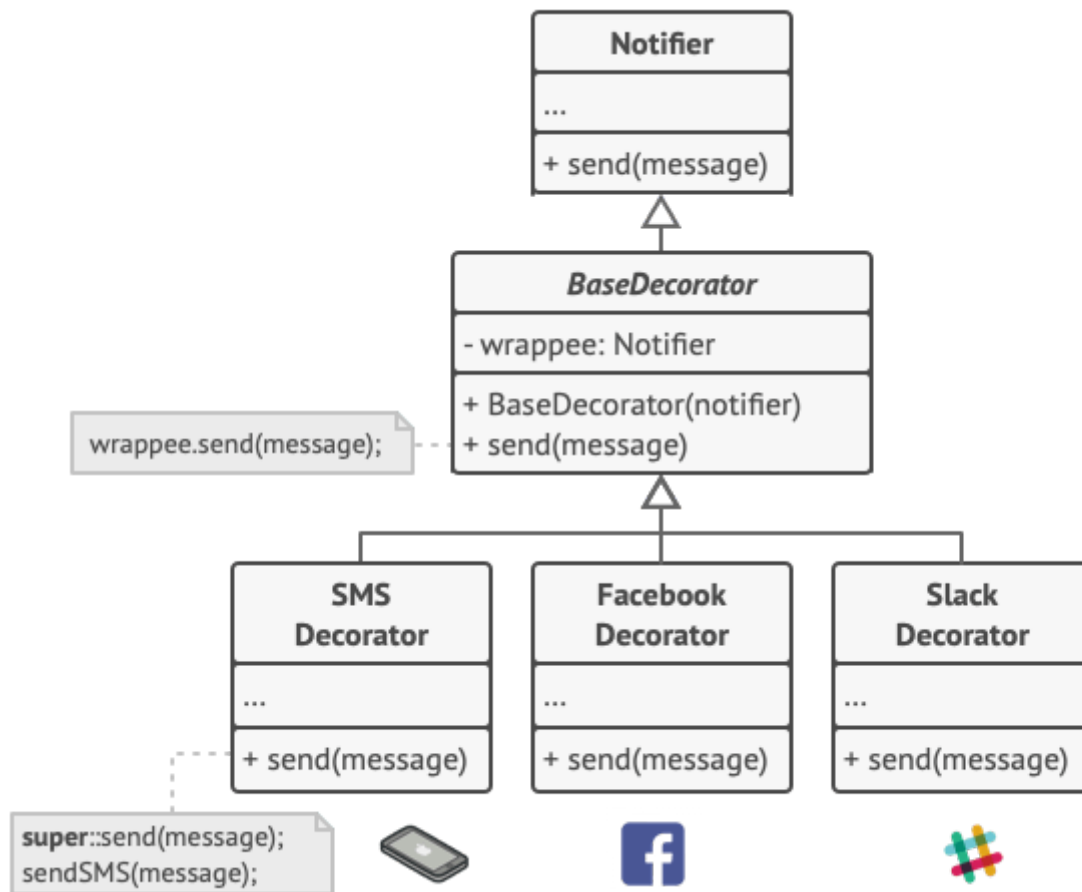 Notifier
...
+ send(message)
BaseDecorator
- wrappee: Notifier
+ BaseDecorator(notifier)
+ send(message)
wrappee.send(message);
SMS
Decorator
...
+ send(message)
Facebook
Decorator
...
+ send(message)
Slack
Decorator
...
+ send(message)
super::send(message);
sendSMS(message);